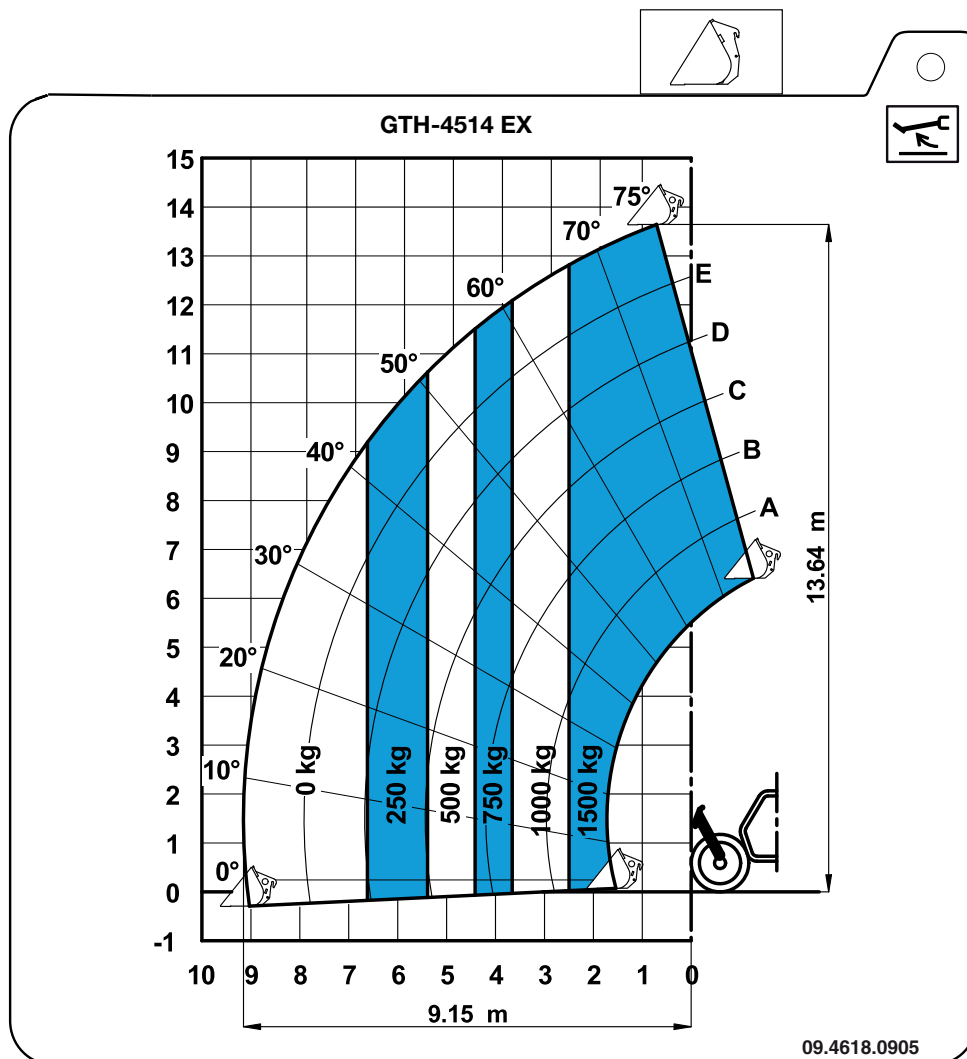 GTH-4514 EX
15
14
13
12
11
10
9
8
7
6
5
4
3
2
1
0
-1
75°
70°
60°
50°
40°
30°
20°
10°
0°
E
D
C
B
A
0 kg
250 kg
500 kg
750 kg
1000 kg
1500 kg
13.64 m
10 9 8 7 6 5 4 3 2 1 0
9.15 m
09.4618.0905